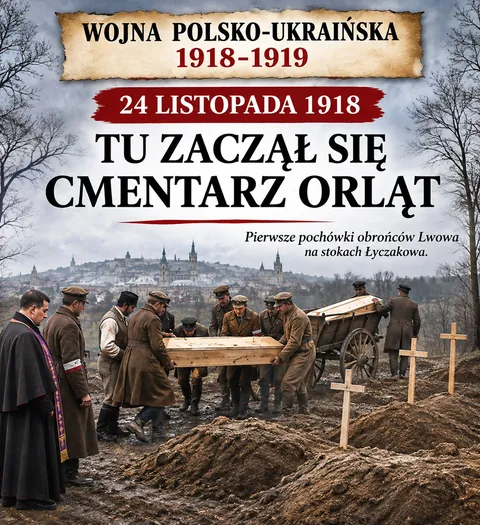 WOJNA POLSKO-UKRAIŃSKA
1918-1919
24 LISTOPADA 1918
TU ZACZĄŁ SIĘ
CMENTARZ ORLĄT
Pierwsze pochówki obrońców Lwowa
na stokach Łyczakowa.